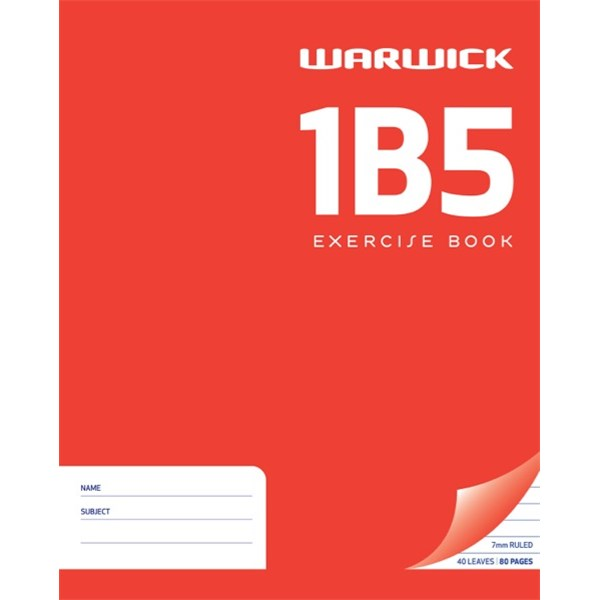 WARWICK
1B5
EXERCISE BOOK
NAME
SUBJECT
7mm RULED
40 LEAVES | 80 PAGES